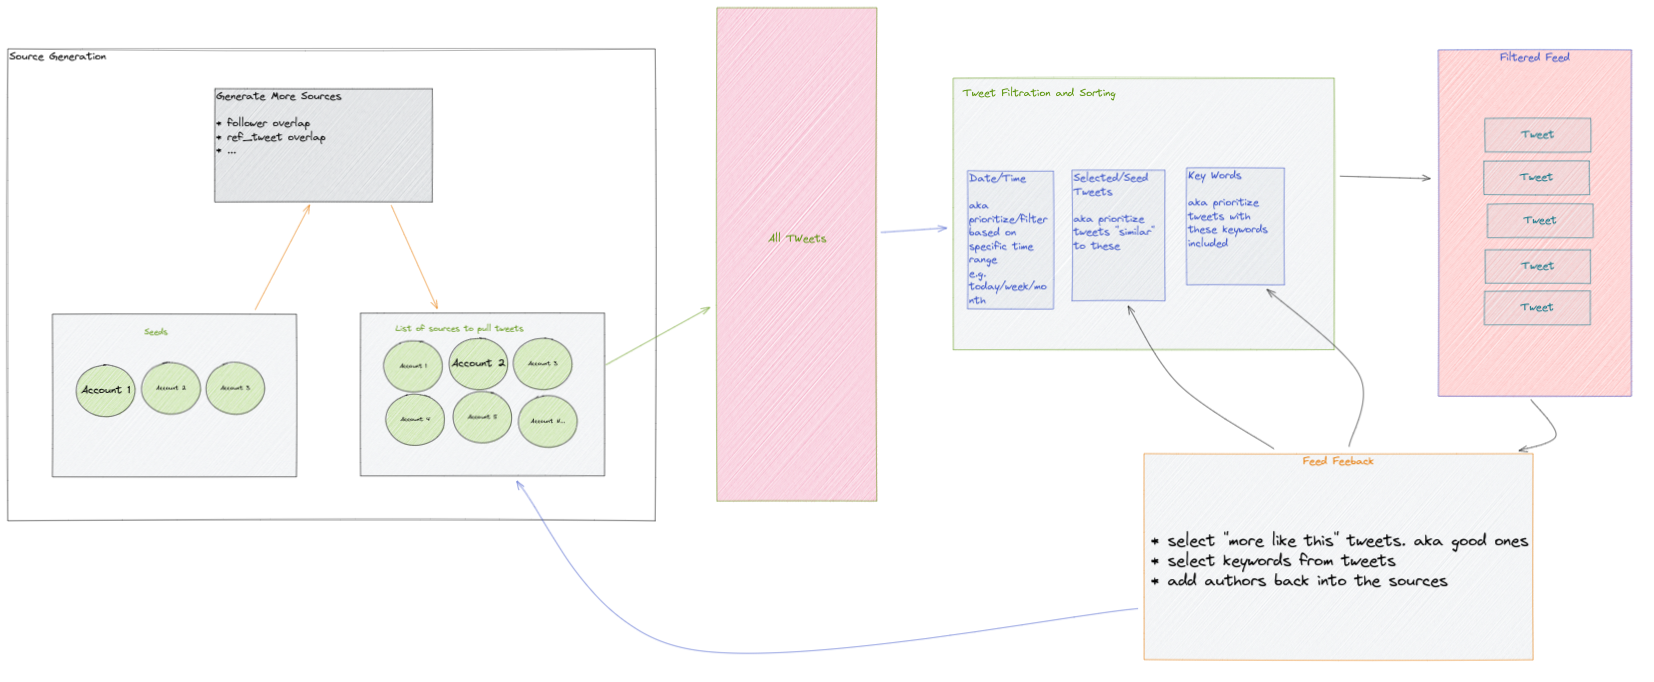 Source Generation
Generate More Sources
* follower overlap
* ref_tweet overlap
* ...
Seeds
Account 1
Account 2
Account 3
List of sources to pull tweets
Account 1
Account 2
Account 3
Account 4
Account 5
Account N...
All TWeets
Tweet Filtration and Sorting
Date/Time
aka
prioritize/filter
based on
specific time
range
e.g.
today/week/mo
nth
Selected/Seed
Tweets
aka prioritize
tweets "similar"
to these
Key Words
aka prioritize
tweets with
these keywords
included
Filtered Feed
Tweet
Tweet
Tweet
Tweet
Tweet
Feed Feeback
* select "more like this" tweets. aka good ones
* select keywords from tweets
* add authors back into the sources